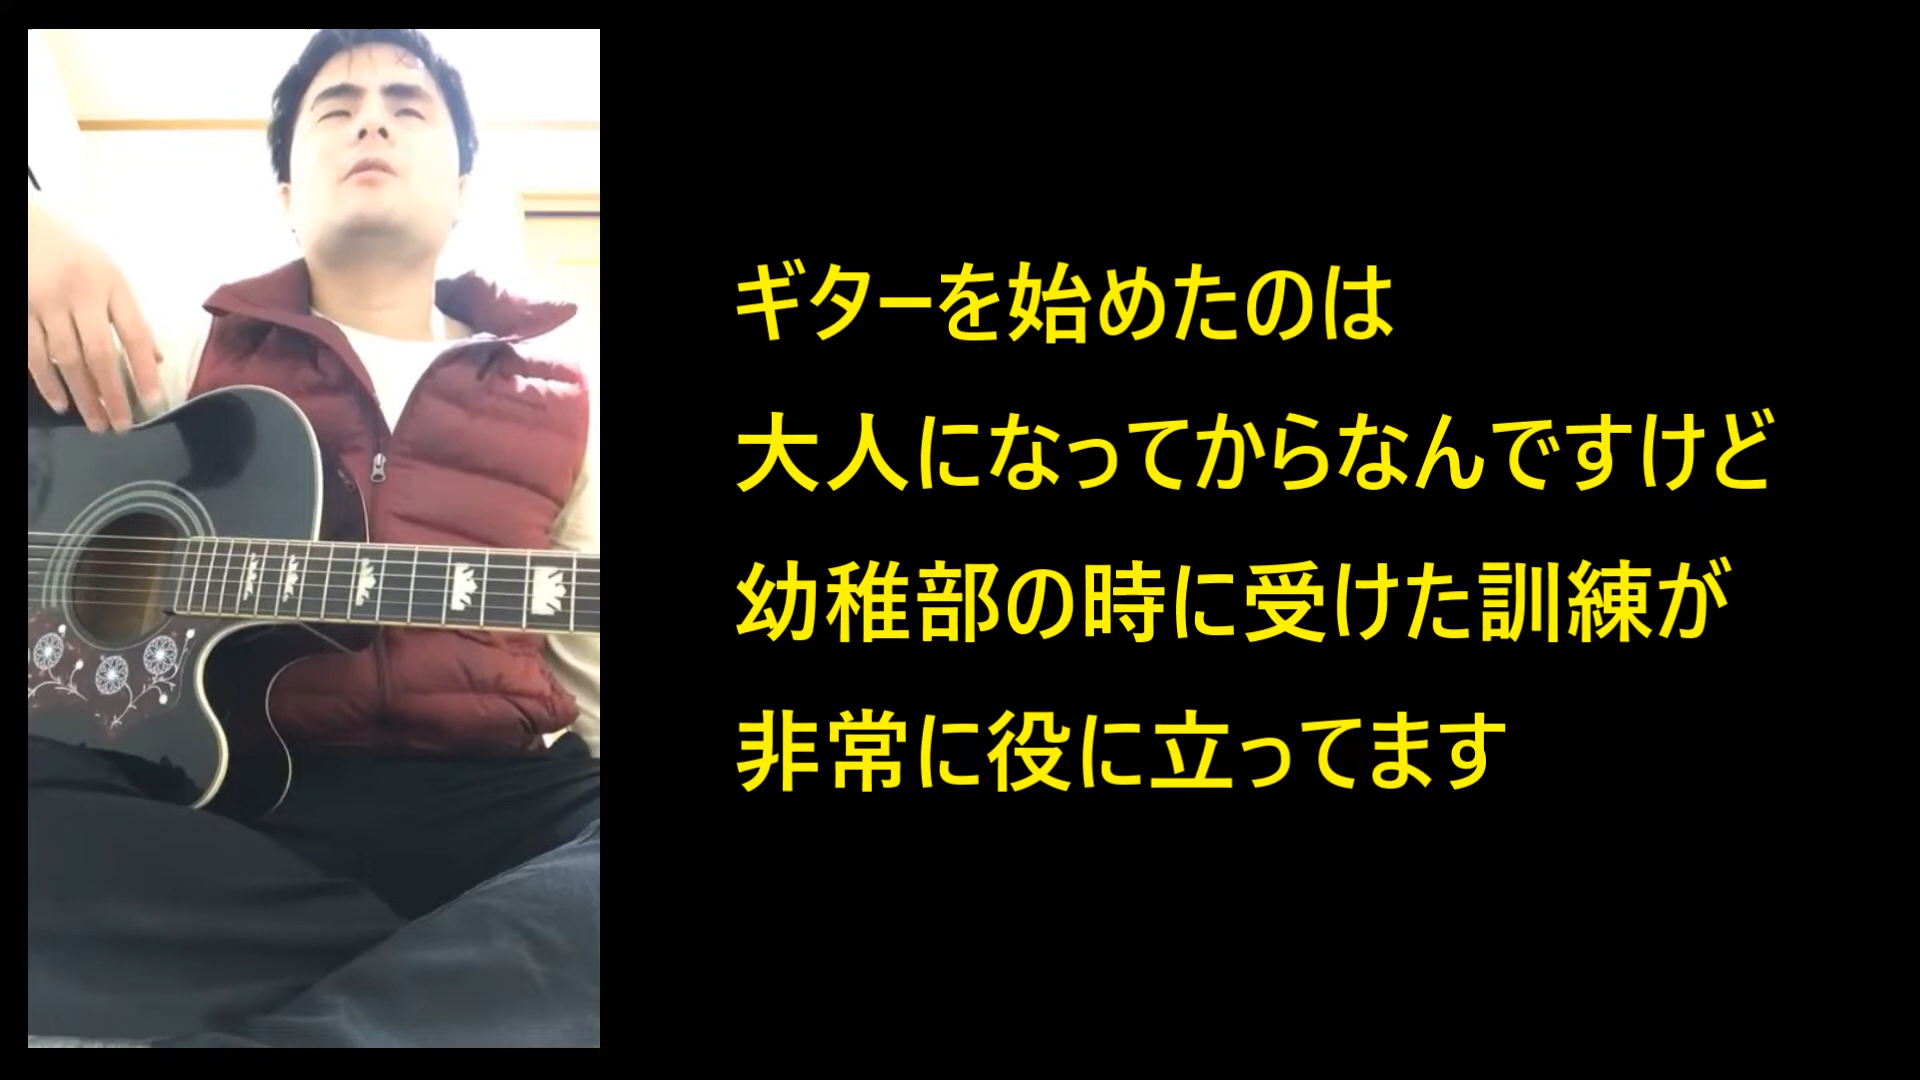 ギターを始めたのは
大人になってからなんですけど
幼稚部の時に受けた訓練が
非常に役に立ってます